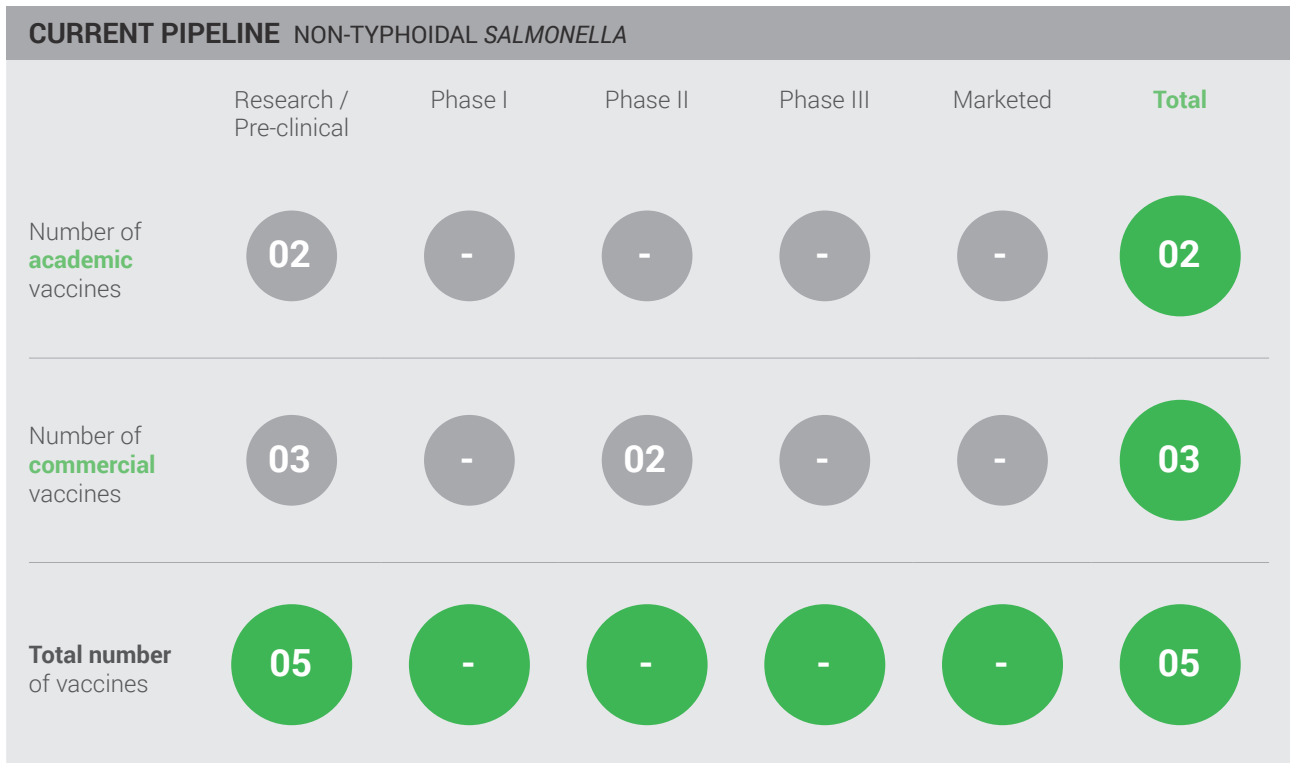 CURRENT PIPELINE NON-TYPHOIDAL SALMONELLA
Research / Pre-clinical Phase I Phase II Phase III Marketed Total
Number of academic vaccines
02 - - - - 02
Number of commercial vaccines
03 - 02 - - 03
Total number of vaccines
05 - - - - 05